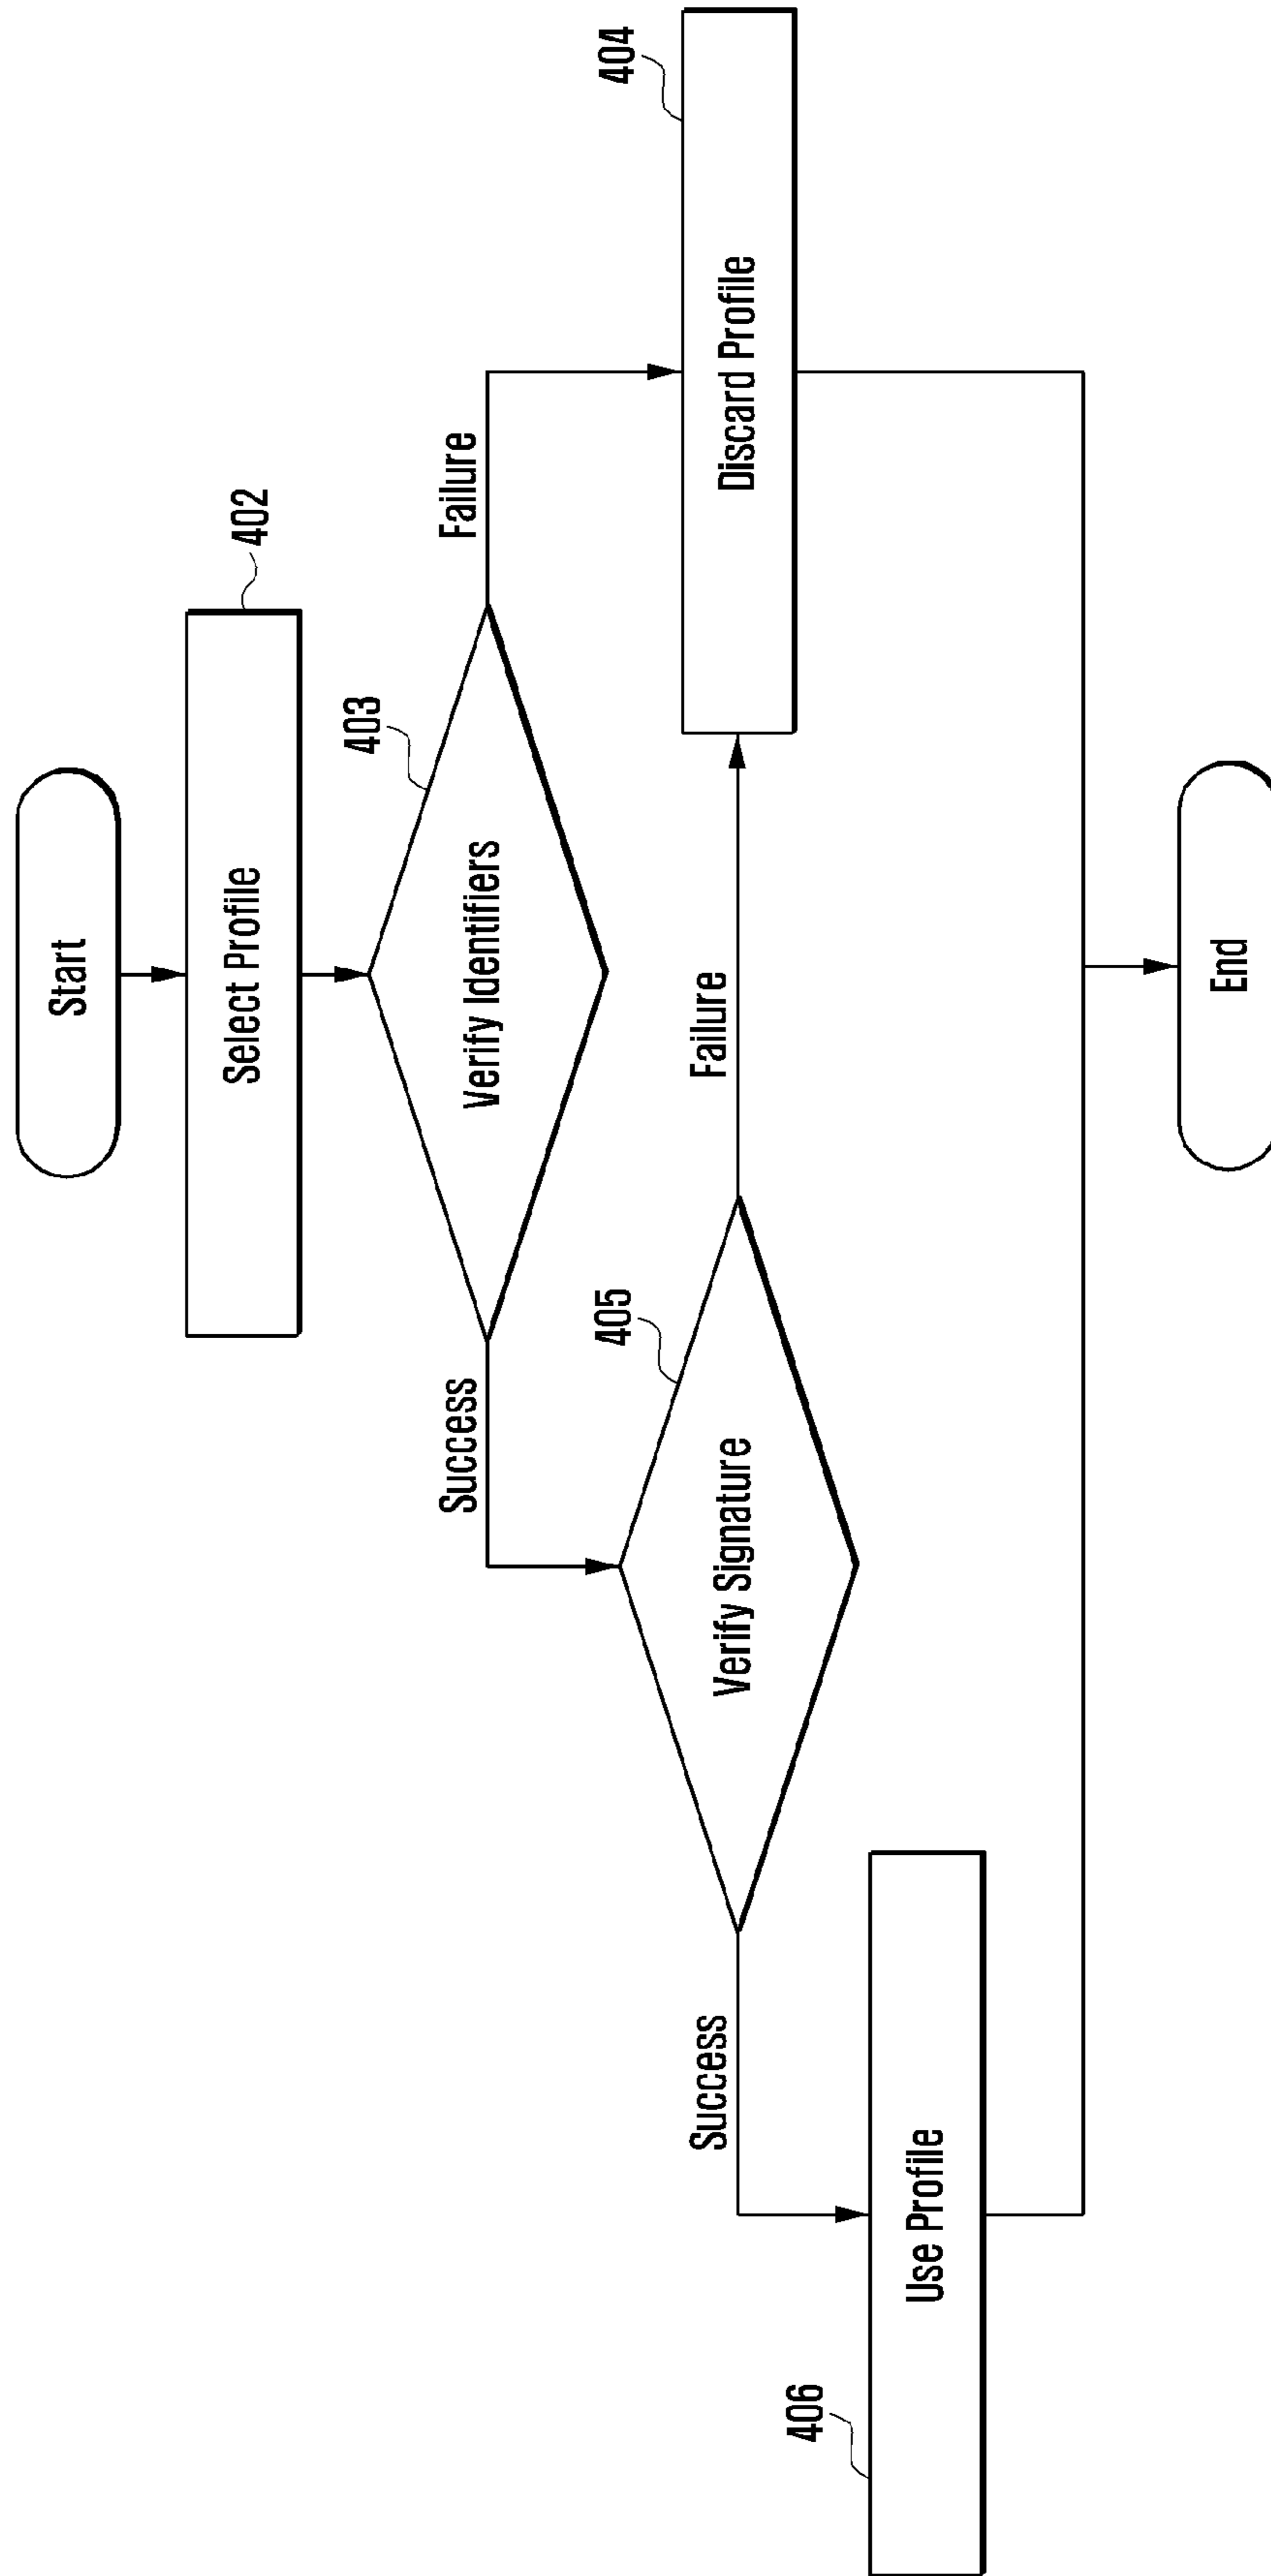 Start
Select Profile
402
Verify Identifiers
403
Success
Failure
Verify Signature
405
Success
Failure
Discard Profile
404
Use Profile
406
End